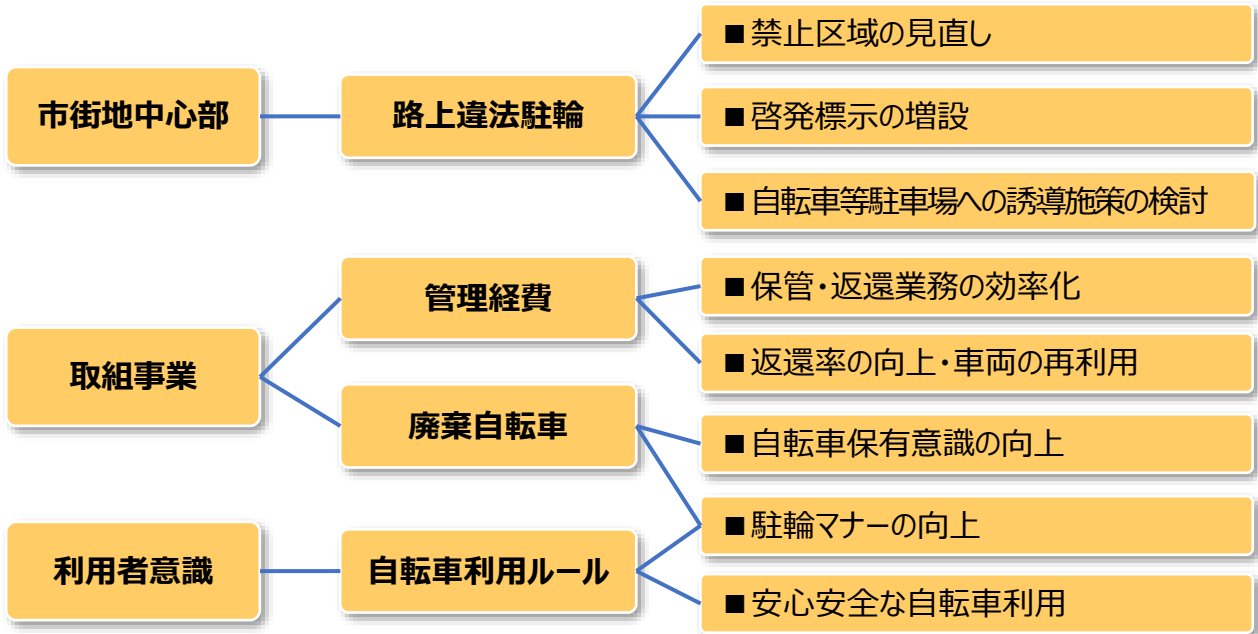 市街地中心部
路上違法駐輪
■禁止区域の見直し
■啓発標示の増設
■自転車等駐車場への誘導施策の検討
取組事業
管理経費
■保管・返還業務の効率化
■返還率の向上・車両の再利用
廃棄自転車
■自転車保有意識の向上
■駐輪マナーの向上
利用者意識
自転車利用ルール
■安心安全な自転車利用